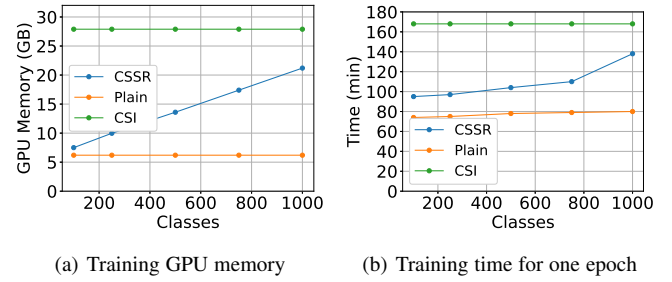 30
25
20
15
10
5
0
GPU Memory (GB)
CSSR
Plain
CSI
200 400 600 800 1000
Classes
(a) Training GPU memory
180
160
140
120
100
80
60
40
20
0
Time (min)
CSSR
Plain
CSI
200 400 600 800 1000
Classes
(b) Training time for one epoch